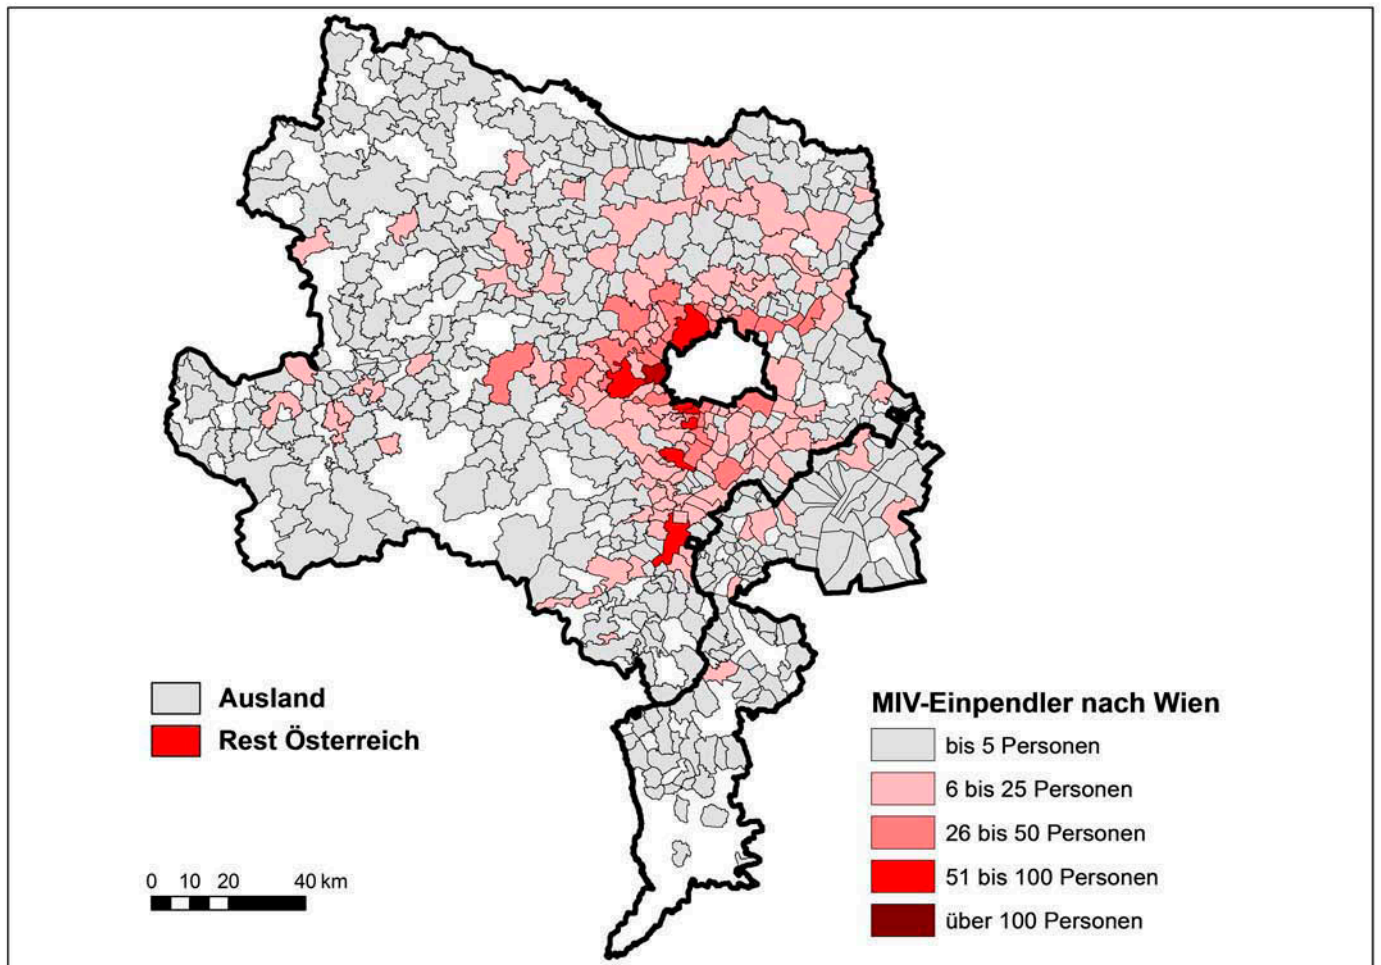 Ausland
Rest Österreich
0 10 20 40 km
MIV-Einpendler nach Wien
bis 5 Personen
6 bis 25 Personen
26 bis 50 Personen
51 bis 100 Personen
über 100 Personen